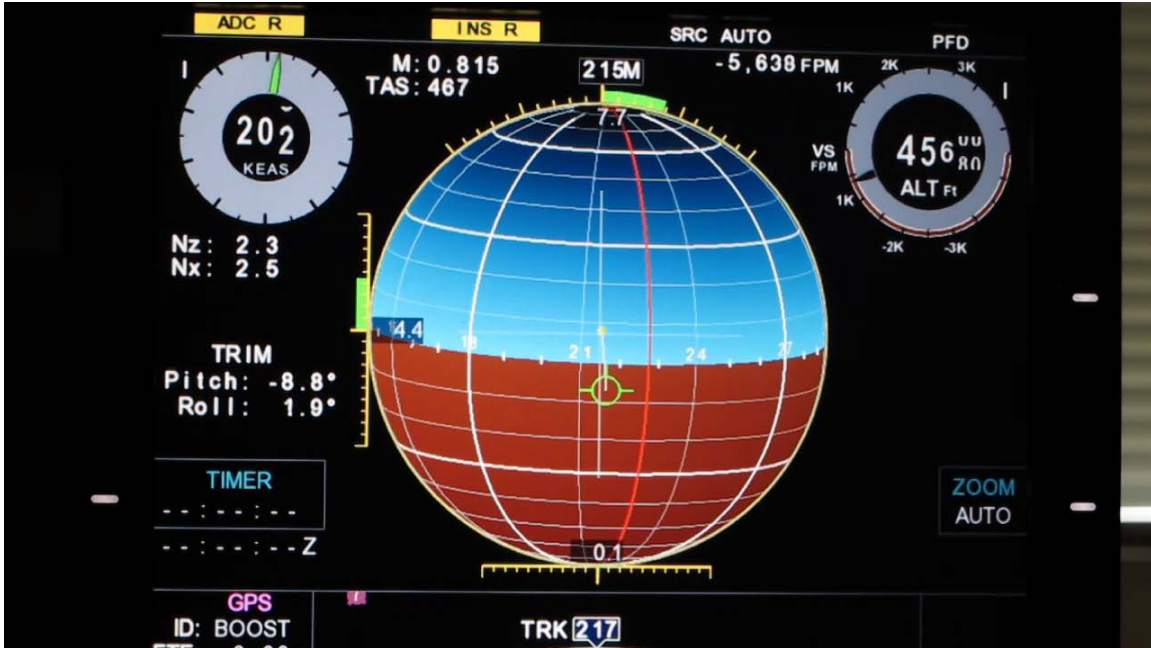 ADC R
INS R
SRC AUTO
PFD
M:0.815
TAS:467
215M
-5,638 FPM
2K
3K
1K
202
KEAS
7.7
VS
FPM
456
80
ALT Ft
1K
-2K
-3K
Nz: 2.3
Nx: 2.5
4.4
18
21
24
27
TRIM
Pitch: -8.8°
Roll: 1.9°
TIMER
--:--:--
--:--:--Z
ZOOM
AUTO
0.1
GPS
ID: BOOST
TRK 217